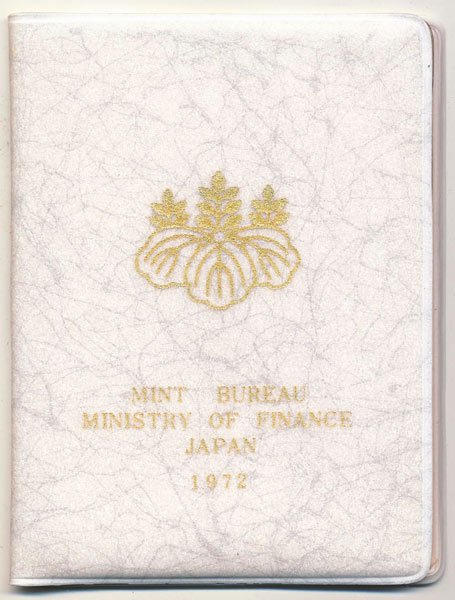 MINT BUREAU
MINISTRY OF FINANCE
JAPAN
1972